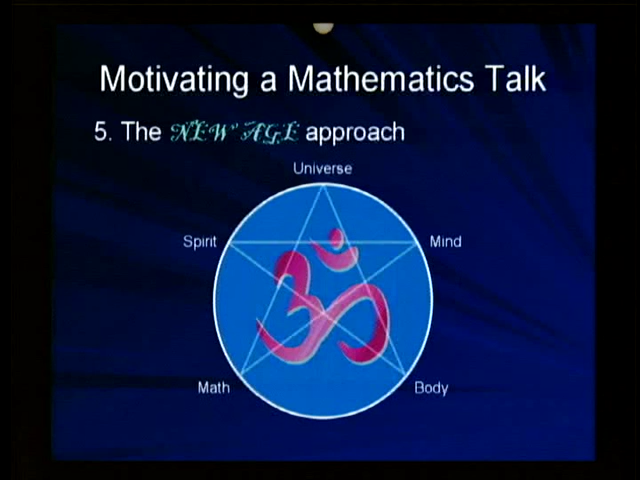 Motivating a Mathematics Talk
5. The NEW AGE approach
Universe
Spirit
Mind
ॐ
Math
Body